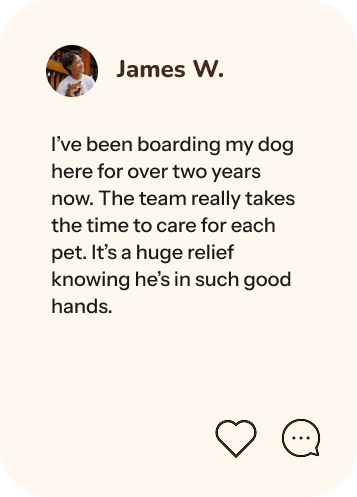 James W.
I’ve been boarding my dog
here for over two years
now. The team really takes
the time to care for each
pet. It’s a huge relief
knowing he’s in such good
hands.